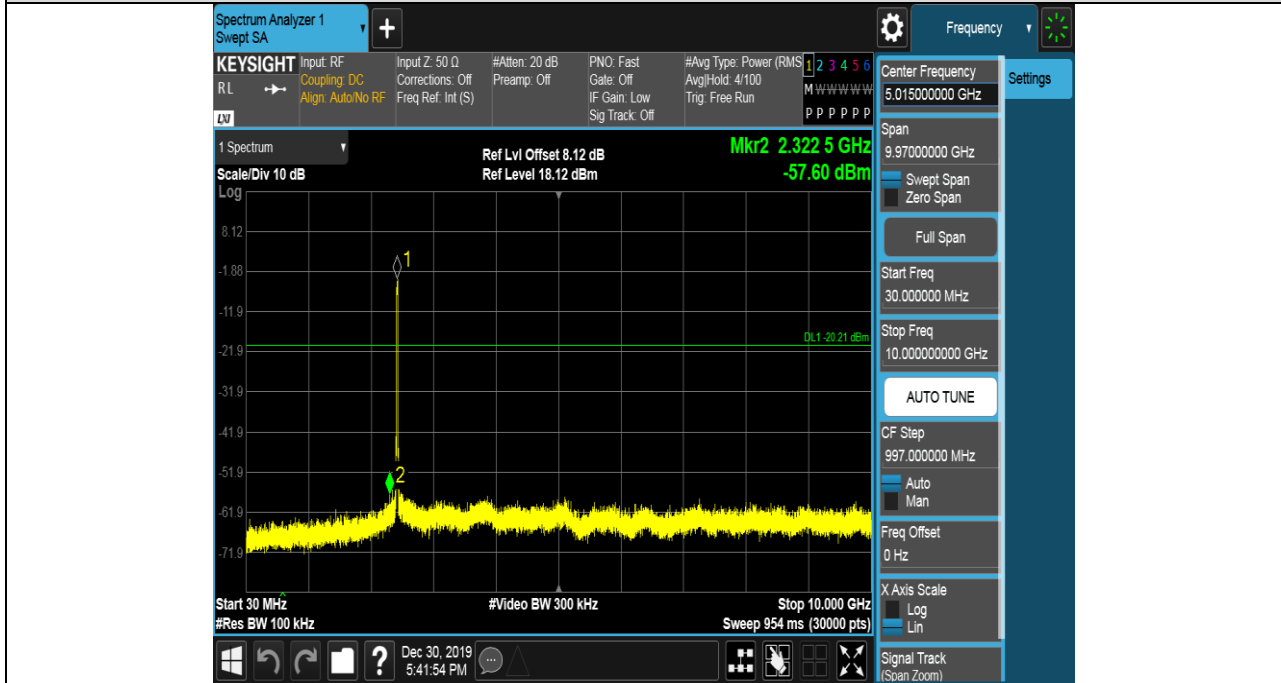 Spectrum Analyzer 1
Swept SA
+
Frequency
KEYSIGHT
RL
LXI
Input: RF
Coupling: DC
Align: Auto/No RF
Input Z: 50 Ω
Corrections: Off
Freq Ref: Int (S)
#Atten: 20 dB
Preamp: Off
PNO: Fast
Gate: Off
IF Gain: Low
Sig Track: Off
#Avg Type: Power (RMS
Avg|Hold: 4/100
Trig: Free Run
1 2 3 4 5 6
M W W W W W
P P P P P P
1 Spectrum
Scale/Div 10 dB
Log
Ref Lvl Offset 8.12 dB
Ref Level 18.12 dBm
Mkr2 2.322 5 GHz
-57.60 dBm
8.12
-1.88
-11.9
-21.9
-31.9
-41.9
-51.9
-61.9
-71.9
1
DL1 -20.21 dBm
2
Start 30 MHz
#Res BW 100 kHz
#Video BW 300 kHz
Stop 10.000 GHz
Sweep 954 ms (30000 pts)
?
Dec 30, 2019
5:41:54 PM
Center Frequency
5.015000000 GHz
Settings
Span
9.97000000 GHz
Swept Span
Zero Span
Full Span
Start Freq
30.000000 MHz
Stop Freq
10.000000000 GHz
AUTO TUNE
CF Step
997.000000 MHz
Auto
Man
Freq Offset
0 Hz
X Axis Scale
Log
Lin
Signal Track
(Span Zoom)